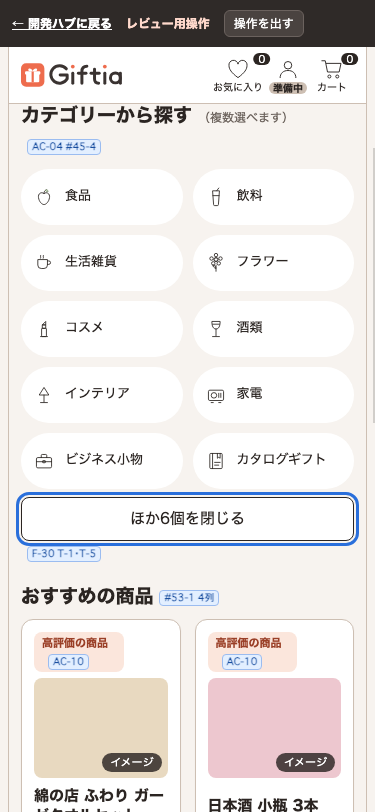 ← 開発ハブに戻る レビュー用操作 操作を出す
Giftia
0 0
お気に入り 準備中 カート
カテゴリーから探す （複数選べます）
AC-04 #45-4
食品 飲料
生活雑貨 フラワー
コスメ 酒類
インテリア 家電
ビジネス小物 カタログギフト
ほか6個を閉じる
F-30 T-1・T-5
おすすめの商品 #53-1 4列
高評価の商品 高評価の商品
AC-10 AC-10
イメージ イメージ
綿の店 ふわり ガー
日本酒 小瓶 3本